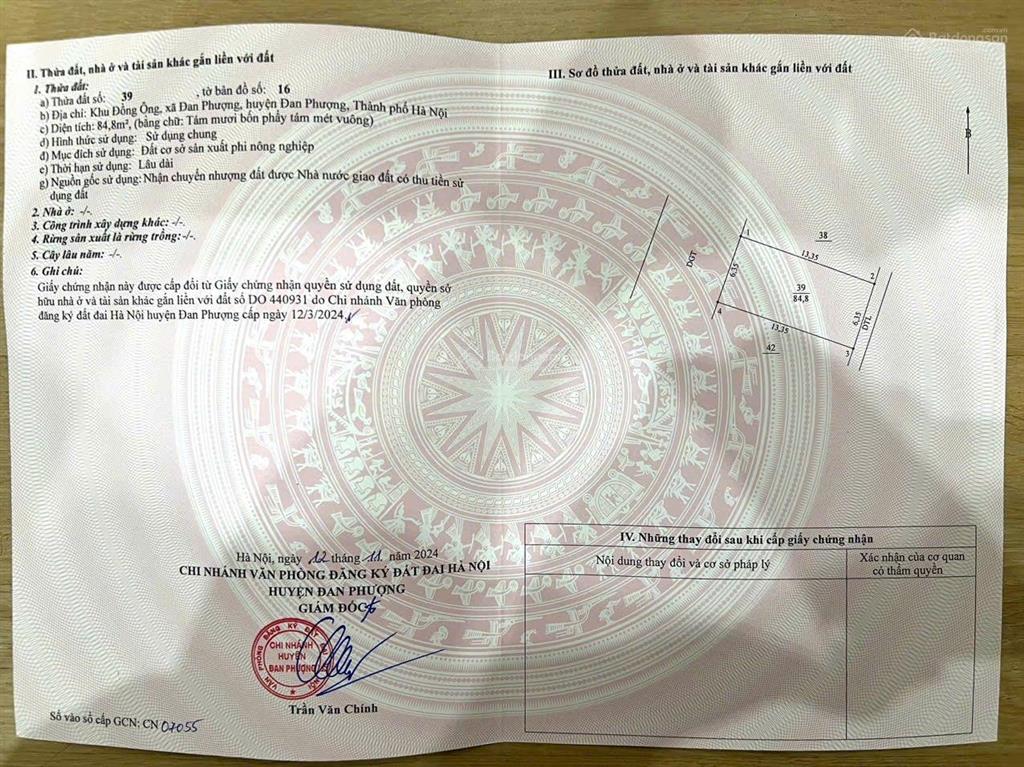 II. Thửa đất, nhà ở và tài sản khác gắn liền với đất
1. Thửa đất:
a) Thửa đất số: 39 , tờ bản đồ số: 16
b) Địa chỉ: Khu Đồng Ông, xã Đan Phượng, huyện Đan Phượng, Thành phố Hà Nội
c) Diện tích: 84,8m², (bằng chữ: Tám mươi bốn phẩy tám mét vuông)
d) Hình thức sử dụng: Sử dụng chung
đ) Mục đích sử dụng: Đất cơ sở sản xuất phi nông nghiệp
e) Thời hạn sử dụng: Lâu dài
g) Nguồn gốc sử dụng: Nhận chuyển nhượng đất được Nhà nước giao đất có thu tiền sử
dụng đất
2. Nhà ở: -/-.
3. Công trình xây dựng khác: -/-.
4. Rừng sản xuất là rừng trồng:-/-.
5. Cây lâu năm: -/-.
6. Ghi chú:
Giấy chứng nhận này được cấp đổi từ Giấy chứng nhận quyền sử dụng đất, quyền sở
hữu nhà ở và tài sản khác gắn liền với đất số DO 440931 do Chi nhánh Văn phòng
đăng ký đất đai Hà Nội huyện Đan Phượng cấp ngày 12/3/2024
Hà Nội, ngày 12 tháng 11 năm 2024
CHI NHÁNH VĂN PHÒNG ĐĂNG KÝ ĐẤT ĐAI HÀ NỘI
HUYỆN ĐAN PHƯỢNG
GIÁM ĐỐC
VĂN PHÒNG ĐĂNG KÝ ĐẤT ĐAI HÀ NỘI
CHI NHÁNH
HUYỆN
ĐAN PHƯỢNG
Trần Văn Chính
Số vào sổ cấp GCN: CN 07055
Batdongsan
III. Sơ đồ thửa đất, nhà ở và tài sản khác gắn liền với đất
B
1
38
13,35
2
ĐGT
6,35
39
84,8
6,35
ĐTL
4
13,35
3
42
IV. Những thay đổi sau khi cấp giấy chứng nhận
Nội dung thay đổi và cơ sở pháp lý
Xác nhận của cơ quan
có thẩm quyền